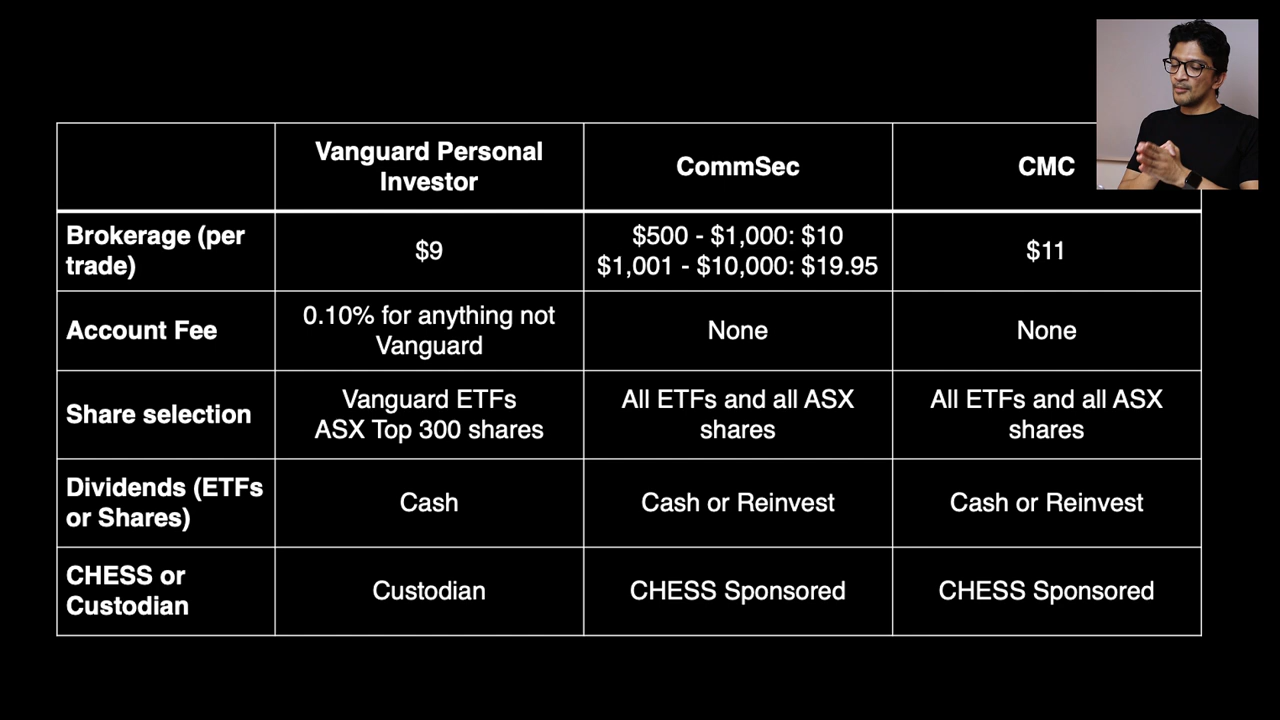 Vanguard Personal
Investor
CommSec
CMC
Brokerage (per
trade)
$9
$500 - $1,000: $10
$1,001 - $10,000: $19.95
$11
Account Fee
0.10% for anything not
Vanguard
None
None
Share selection
Vanguard ETFs
ASX Top 300 shares
All ETFs and all ASX
shares
All ETFs and all ASX
shares
Dividends (ETFs
or Shares)
Cash
Cash or Reinvest
Cash or Reinvest
CHESS or
Custodian
Custodian
CHESS Sponsored
CHESS Sponsored